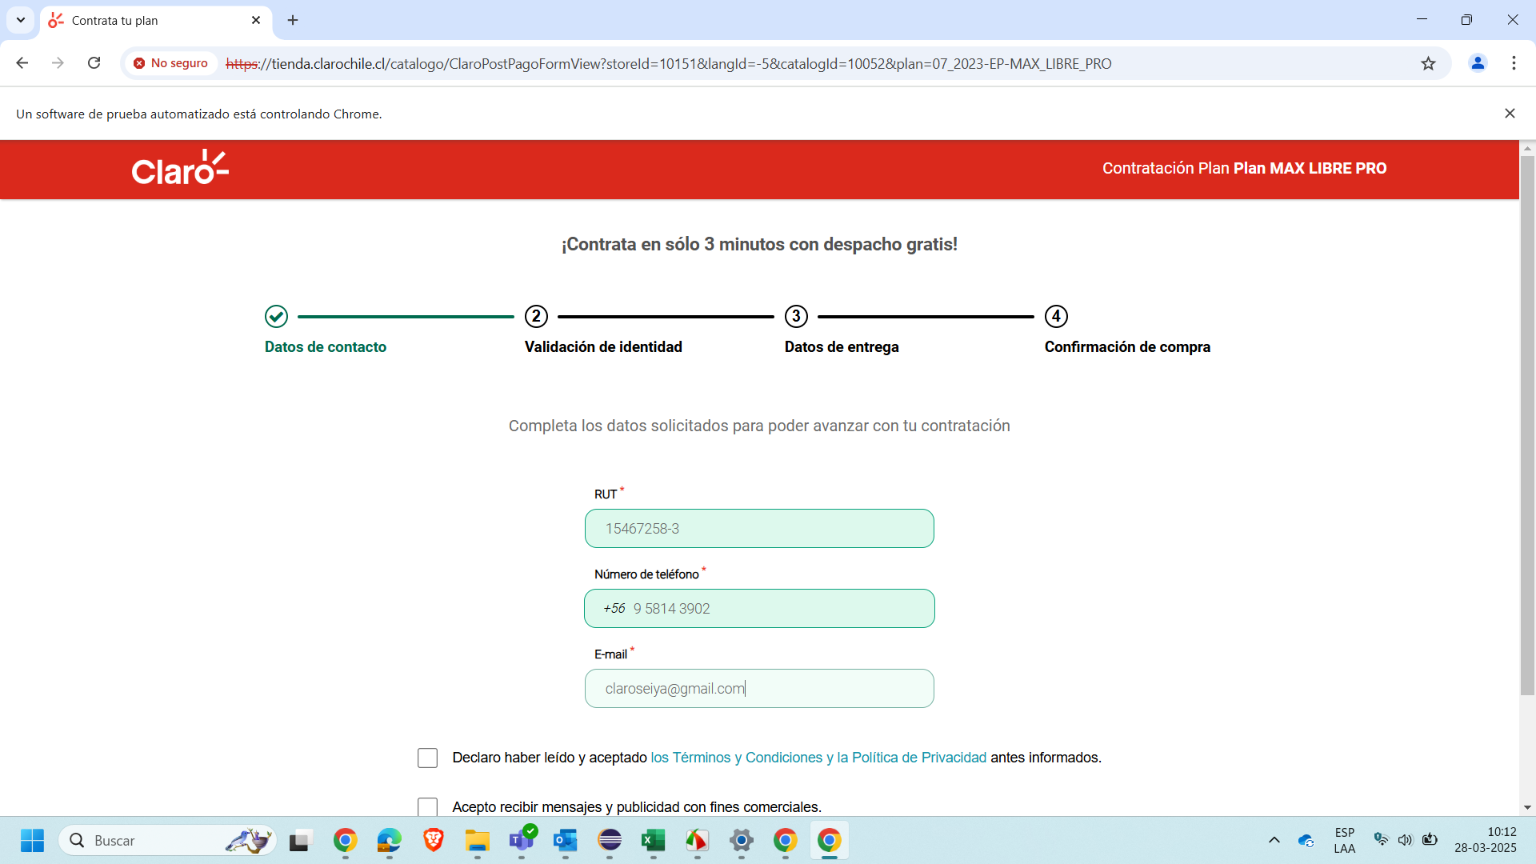 Contrata tu plan
No seguro
https://tienda.clarochile.cl/catalogo/ClaroPostPagoFormView?storeId=10151&langId=-5&catalogId=10052&plan=07_2023-EP-MAX_LIBRE_PRO
Un software de prueba automatizado está controlando Chrome.
Claro
Contratación Plan Plan MAX LIBRE PRO
¡Contrata en sólo 3 minutos con despacho gratis!
2
3
4
Datos de contacto
Validación de identidad
Datos de entrega
Confirmación de compra
Completa los datos solicitados para poder avanzar con tu contratación
RUT *
15467258-3
Número de teléfono *
+56 9 5814 3902
E-mail *
claroseiya@gmail.com
Declaro haber leído y aceptado los Términos y Condiciones y la Política de Privacidad antes informados.
Acepto recibir mensajes y publicidad con fines comerciales.
Buscar
ESP
LAA
10:12
28-03-2025